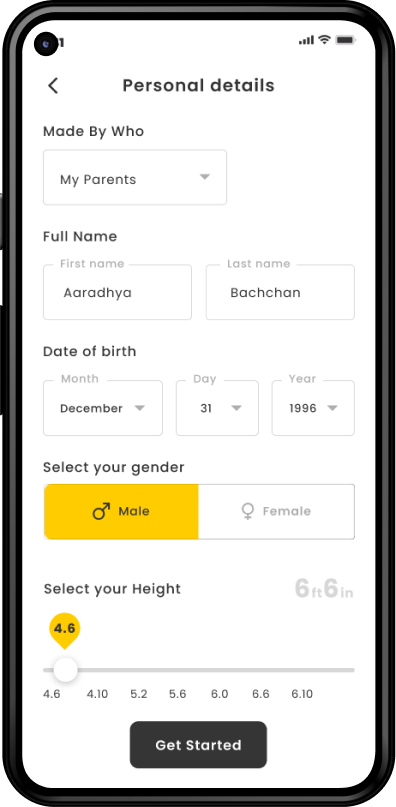 1
Personal details
Made By Who
My Parents
Full Name
First name Last name
Aaradhya Bachchan
Date of birth
Month Day Year
December 31 1996
Select your gender
Male Female
Select your Height 6ft6in
4.6
4.6 4.10 5.2 5.6 6.0 6.6 6.10
Get Started